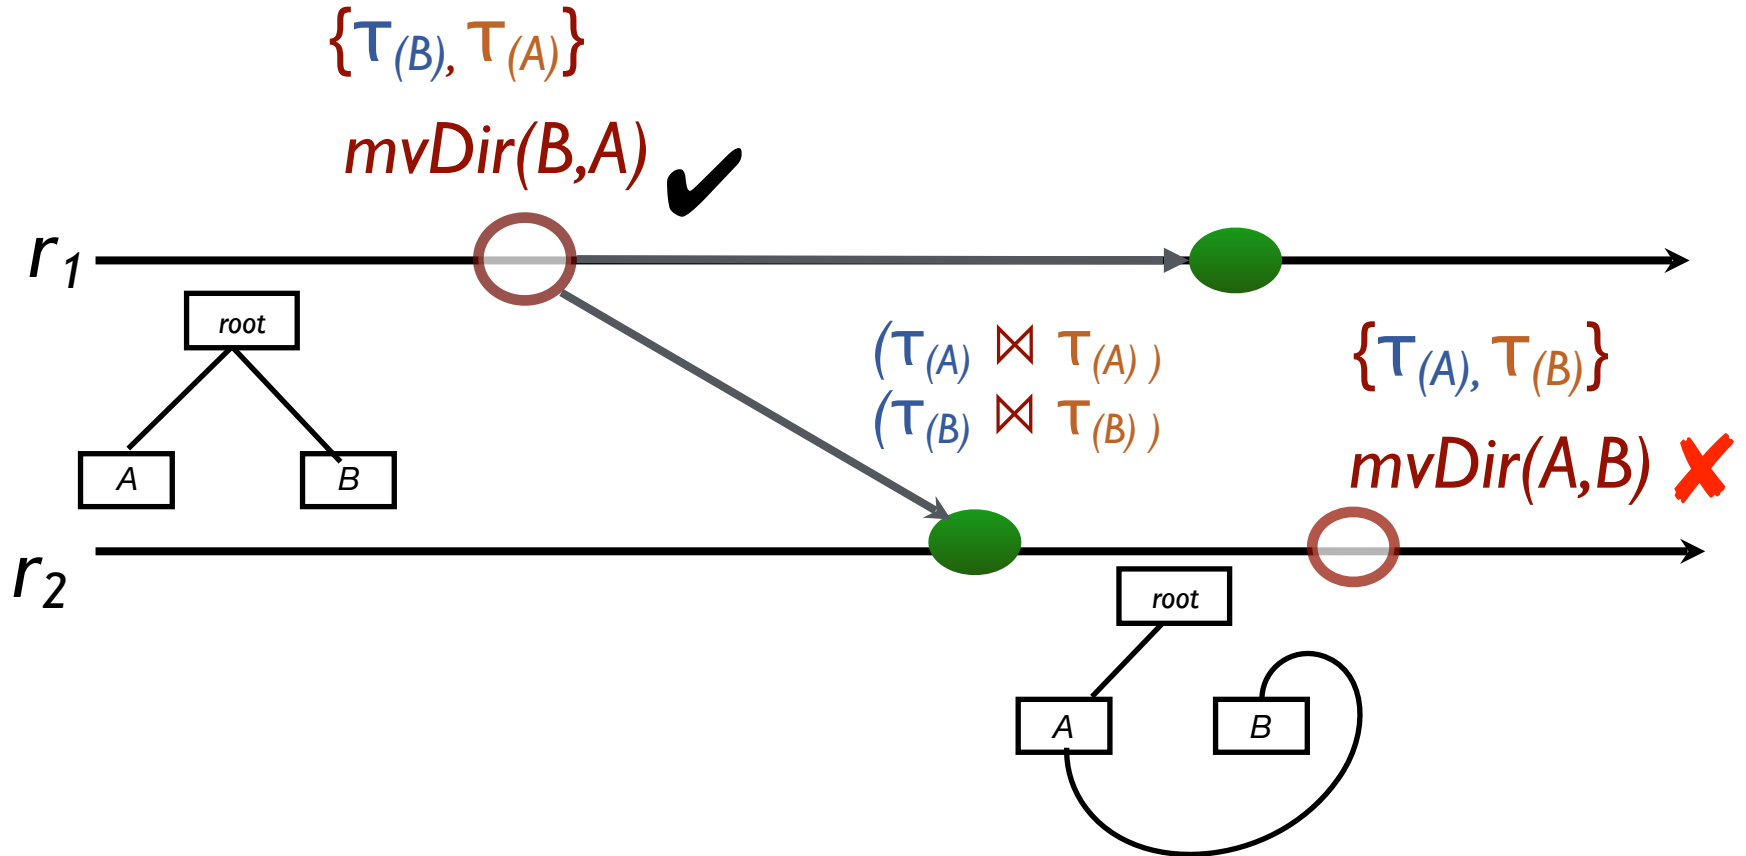 {τ(B), τ(A)}
mvDir(B,A) ✔
r1
root
A
B
(τ(A) ⋈ τ(A) )
(τ(B) ⋈ τ(B) )
{τ(A), τ(B)}
mvDir(A,B) ✘
r2
root
A
B